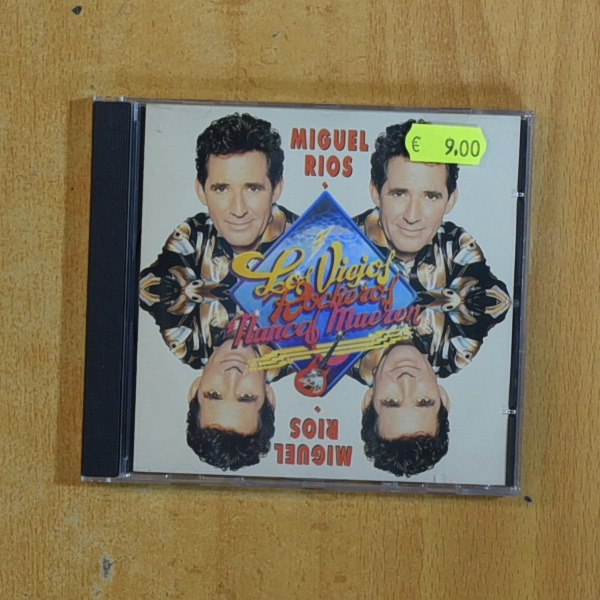 MIGUEL
RIOS
€ 9.00
y
Los Viejos
Rockeros
Nunca Mueren
RIOS
MIGUEL